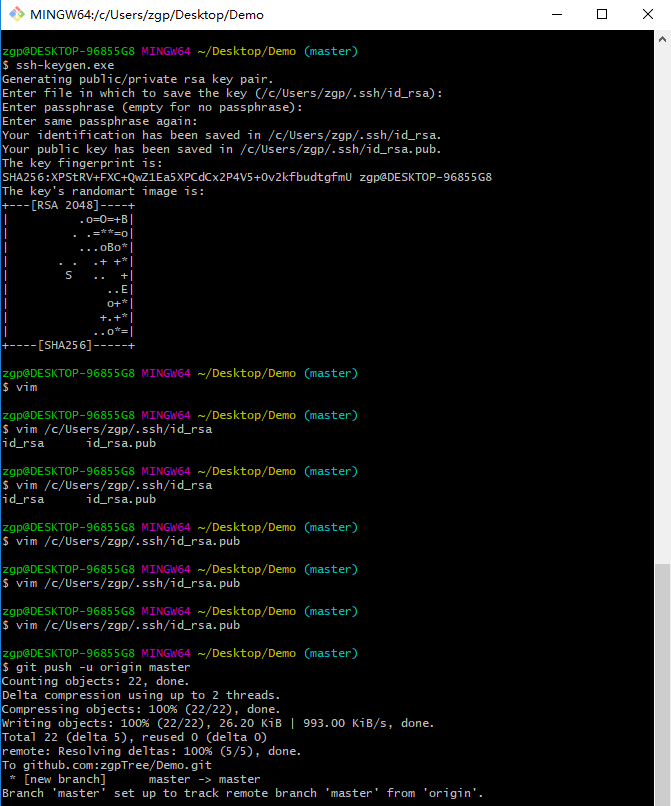 MINGW64:/c/Users/zgp/Desktop/Demo
zgp@DESKTOP-96855G8 MINGW64 ~/Desktop/Demo (master)
$ ssh-keygen.exe
Generating public/private rsa key pair.
Enter file in which to save the key (/c/Users/zgp/.ssh/id_rsa):
Enter passphrase (empty for no passphrase):
Enter same passphrase again:
Your identification has been saved in /c/Users/zgp/.ssh/id_rsa.
Your public key has been saved in /c/Users/zgp/.ssh/id_rsa.pub.
The key fingerprint is:
SHA256:XPStRV+FXC+QwZ1Ea5XPCdCx2P4V5+Ov2kfbudtgfmU zgp@DESKTOP-96855G8
The key's randomart image is:
+---[RSA 2048]----+
|          .o=O=+B|
|         . .=**=o|
|          ...oBo*|
|       . .  .+ +*|
|        S   ..  +|
|              ..E|
|              o+*|
|             +.+*|
|            ..o*=|
+----[SHA256]-----+
zgp@DESKTOP-96855G8 MINGW64 ~/Desktop/Demo (master)
$ vim
zgp@DESKTOP-96855G8 MINGW64 ~/Desktop/Demo (master)
$ vim /c/Users/zgp/.ssh/id_rsa
id_rsa      id_rsa.pub
zgp@DESKTOP-96855G8 MINGW64 ~/Desktop/Demo (master)
$ vim /c/Users/zgp/.ssh/id_rsa
id_rsa      id_rsa.pub
zgp@DESKTOP-96855G8 MINGW64 ~/Desktop/Demo (master)
$ vim /c/Users/zgp/.ssh/id_rsa.pub
zgp@DESKTOP-96855G8 MINGW64 ~/Desktop/Demo (master)
$ vim /c/Users/zgp/.ssh/id_rsa.pub
zgp@DESKTOP-96855G8 MINGW64 ~/Desktop/Demo (master)
$ vim /c/Users/zgp/.ssh/id_rsa.pub
zgp@DESKTOP-96855G8 MINGW64 ~/Desktop/Demo (master)
$ git push -u origin master
Counting objects: 22, done.
Delta compression using up to 2 threads.
Compressing objects: 100% (22/22), done.
Writing objects: 100% (22/22), 26.20 KiB | 993.00 KiB/s, done.
Total 22 (delta 5), reused 0 (delta 0)
remote: Resolving deltas: 100% (5/5), done.
To github.com:zgpTree/Demo.git
 * [new branch]      master -> master
Branch 'master' set up to track remote branch 'master' from 'origin'.